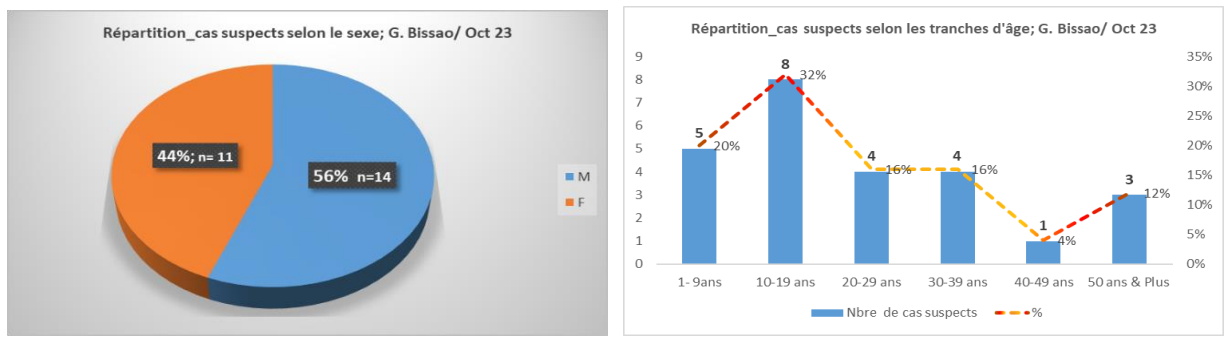 Répartition_cas suspects selon le sexe; G. Bissao/ Oct 23
44%; n= 11
56% n=14
M
F
Répartition_cas suspects selon les tranches d'âge; G. Bissao/ Oct 23
9
8
7
6
5
4
3
2
1
0
35%
30%
25%
20%
15%
10%
5%
0%
5
20%
8
32%
4
16%
4
16%
1
4%
3
12%
1- 9ans
10-19 ans
20-29 ans
30-39 ans
40-49 ans
50 ans & Plus
Nbre de cas suspects
%